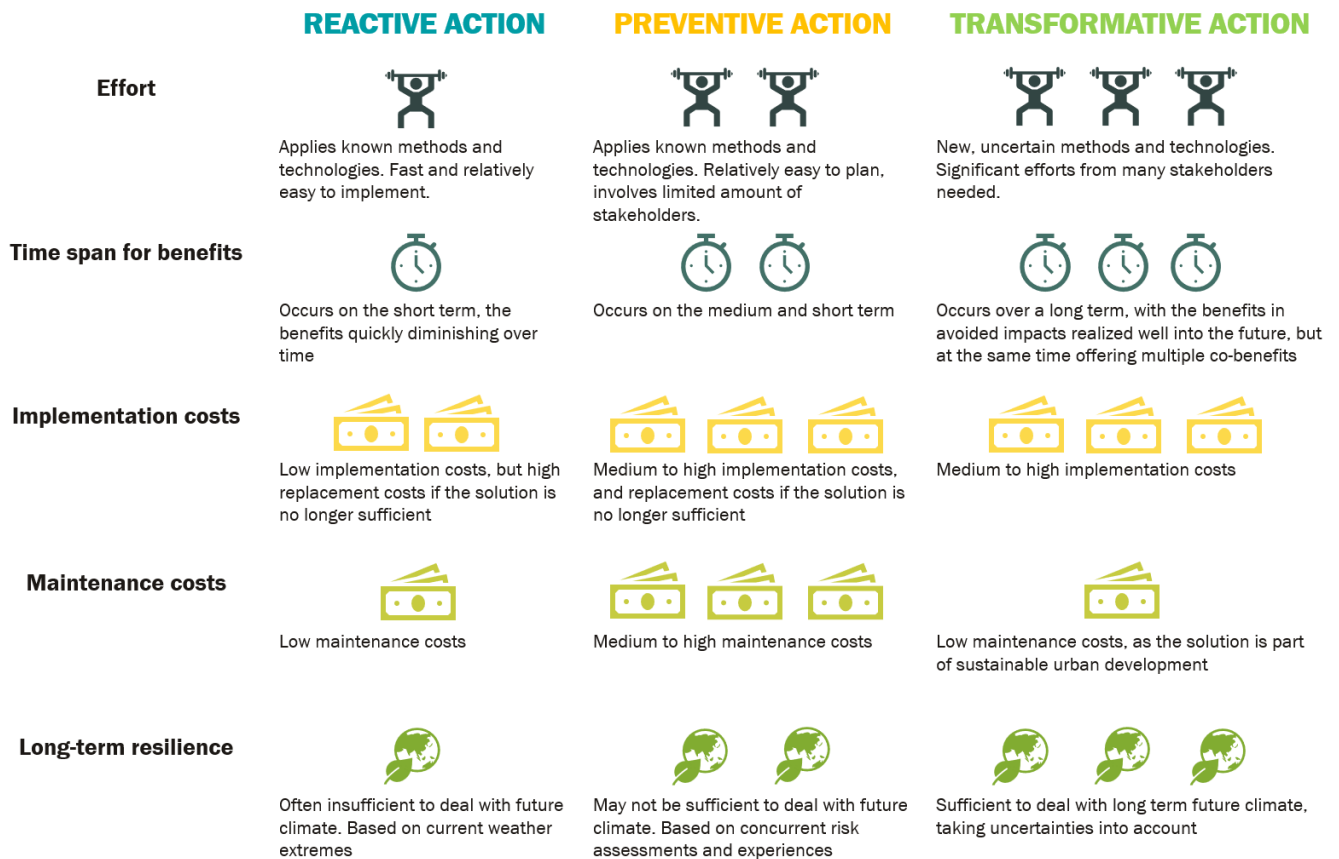 REACTIVE ACTION
PREVENTIVE ACTION
TRANSFORMATIVE ACTION
Effort
Applies known methods and
technologies. Fast and relatively
easy to implement.
Applies known methods and
technologies. Relatively easy to plan,
involves limited amount of
stakeholders.
New, uncertain methods and technologies.
Significant efforts from many stakeholders
needed.
Time span for benefits
Occurs on the short term, the
benefits quickly diminishing over
time
Occurs on the medium and short term
Occurs over a long term, with the benefits in
avoided impacts realized well into the future, but
at the same time offering multiple co-benefits
Implementation costs
Low implementation costs, but high
replacement costs if the solution is
no longer sufficient
Medium to high implementation costs,
and replacement costs if the solution is
no longer sufficient
Medium to high implementation costs
Maintenance costs
Low maintenance costs
Medium to high maintenance costs
Low maintenance costs, as the solution is part
of sustainable urban development
Long-term resilience
Often insufficient to deal with future
climate. Based on current weather
extremes
May not be sufficient to deal with future
climate. Based on concurrent risk
assessments and experiences
Sufficient to deal with long term future climate,
taking uncertainties into account